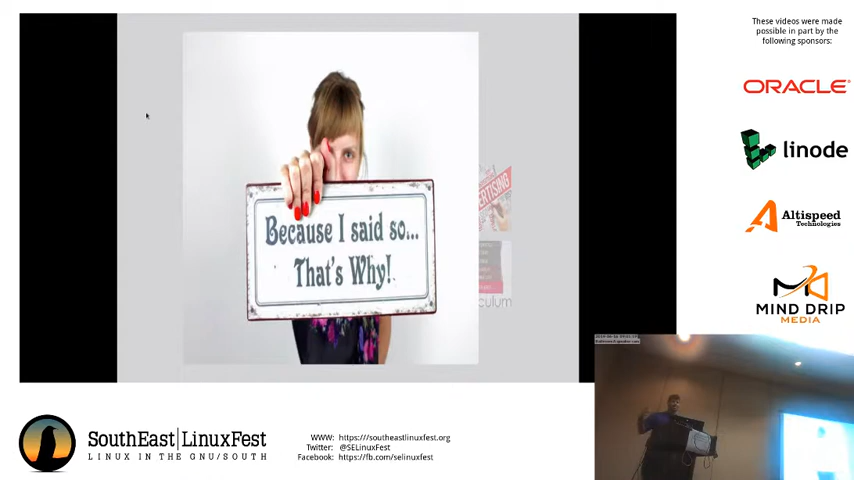 These videos were made
possible in part by the
following sponsors:
ORACLE
linode
Altispeed
Technologies
MIND DRIP
MEDIA
Because I said so...
That's Why!
SouthEast|LinuxFest
LINUX IN THE GNU/SOUTH
WWW: https:///southeastlinuxfest.org
Twitter: @SELinuxFest
Facebook: https://fb.com/selinuxfest